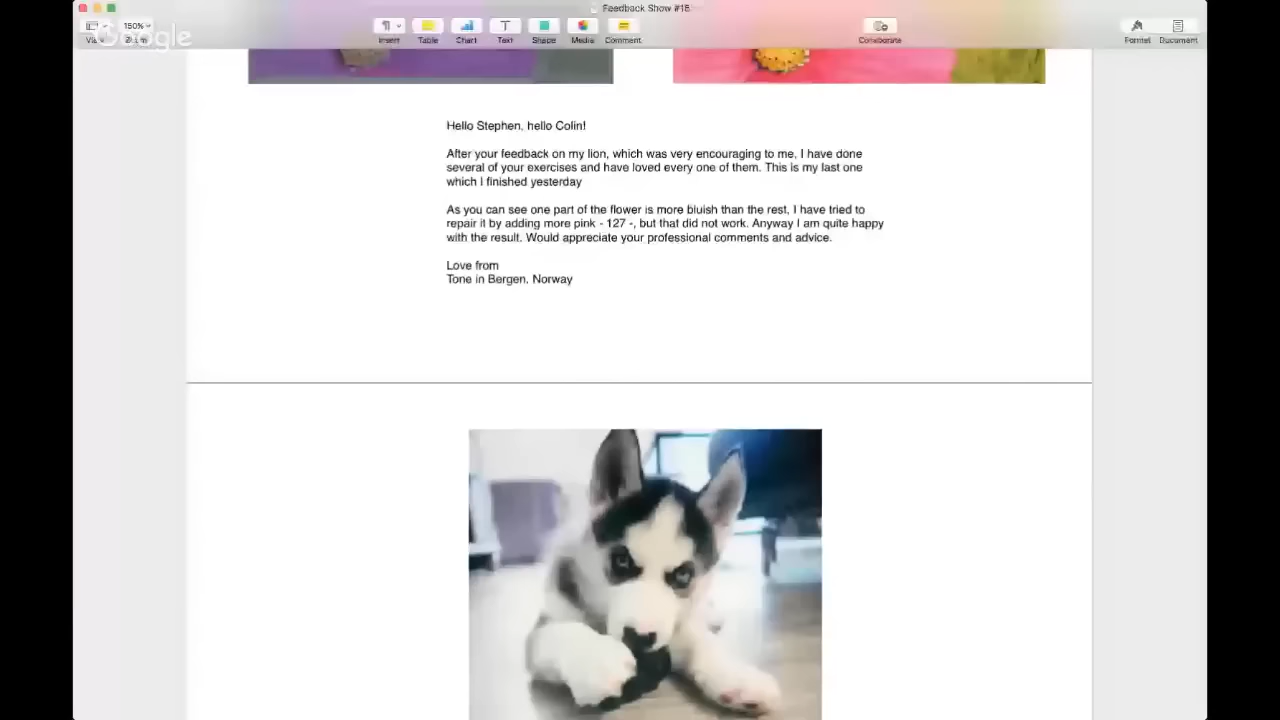 Feedback Show #18
150%
Google
View
Zoom
Insert
Table
Chart
Text
Shape
Media
Comment
Collaborate
Format
Document
Hello Stephen, hello Colin!
After your feedback on my lion, which was very encouraging to me, I have done
several of your exercises and have loved every one of them. This is my last one
which I finished yesterday
As you can see one part of the flower is more bluish than the rest, I have tried to
repair it by adding more pink - 127 -, but that did not work. Anyway I am quite happy
with the result. Would appreciate your professional comments and advice.
Love from
Tone in Bergen, Norway